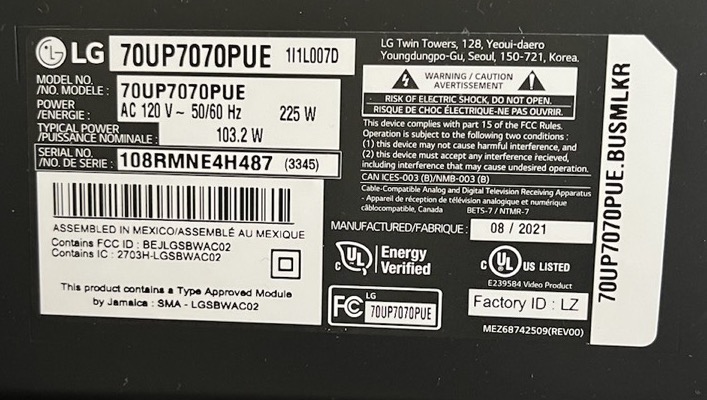 LG 70UP7070PUE 1I1L007D
MODEL NO.
/NO. MODELE : 70UP7070PUE
POWER
/ENERGIE : AC 120 V ~ 50/60 Hz 225 W
TYPICAL POWER
/PUISSANCE NOMINALE : 103.2 W
SERIAL NO.
/NO. DE SERIE : 108RMNE4H487 (3345)
ASSEMBLED IN MEXICO/ASSEMBLÉ AU MEXIQUE
Contains FCC ID : BEJLGSBWAC02
Contains IC : 2703H-LGSBWAC02
This product contains a Type Approved Module
by Jamaica : SMA - LGSBWAC02
LG Twin Towers, 128, Yeoui-daero
Youngdungpo-Gu, Seoul, 150-721, Korea.
WARNING / CAUTION
AVERTISSEMENT
RISK OF ELECTRIC SHOCK, DO NOT OPEN.
RISQUE DE CHOC ÉLECTRIQUE-NE PAS OUVRIR.
This device complies with part 15 of the FCC Rules.
Operation is subject to the following two conditions :
(1) this device may not cause harmful interference, and
(2) this device must accept any interference recieved,
including interference that may cause undesired operation.
CAN ICES-003 (B)/NMB-003 (B)
Cable-Compatible Analog and Digital Television Receiving Apparatus
- Appareil de réception de télévision analogique et numérique
câblocompatible, Canada BETS-7 / NTMR-7
MANUFACTURED/FABRIQUE : 08 / 2021
C UL Energy
Verified
C UL US LISTED
E239584 Video Screen
FC LG
70UP7070PUE
Factory ID : LZ
MEZ68742509(REV00)
70UP7070PUE.BUSMLKR